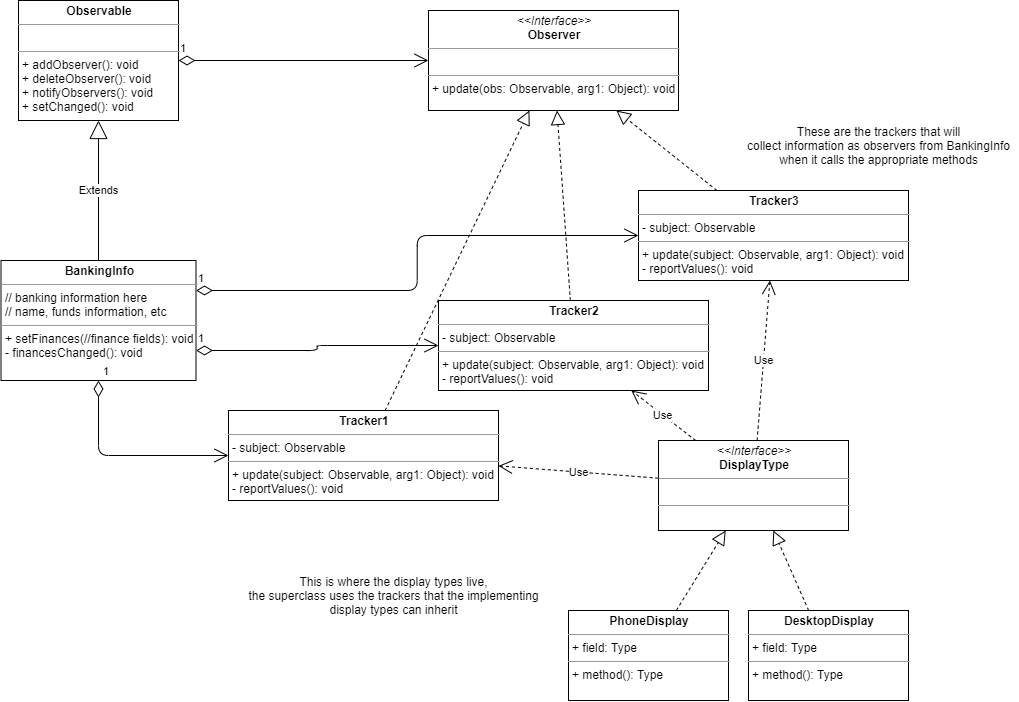 Observable
+ addObserver(): void
+ deleteObserver(): void
+ notifyObservers(): void
+ setChanged(): void
1
<<Interface>>
Observer
+ update(obs: Observable, arg1: Object): void
These are the trackers that will
collect information as observers from BankingInfo
when it calls the appropriate methods
Extends
Tracker3
- subject: Observable
+ update(subject: Observable, arg1: Object): void
- reportValues(): void
BankingInfo
// banking information here
// name, funds information, etc
+ setFinances(//finance fields): void
- financesChanged(): void
1
1
1
Tracker2
- subject: Observable
+ update(subject: Observable, arg1: Object): void
- reportValues(): void
Use
Use
Tracker1
- subject: Observable
+ update(subject: Observable, arg1: Object): void
- reportValues(): void
Use
<<Interface>>
DisplayType
This is where the display types live,
the superclass uses the trackers that the implementing
display types can inherit
PhoneDisplay
+ field: Type
+ method(): Type
DesktopDisplay
+ field: Type
+ method(): Type